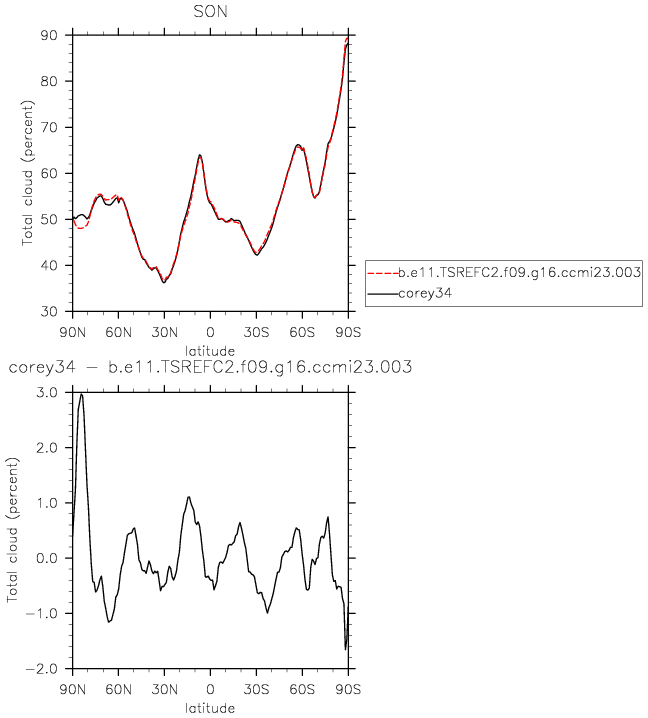 SON
90
80
70
60
50
40
30
Total cloud (percent)
90N 60N 30N 0 30S 60S 90S
latitude
b.e11.TSREFC2.f09.g16.ccmi23.003
corey34
corey34 − b.e11.TSREFC2.f09.g16.ccmi23.003
3.0
2.0
1.0
0.0
−1.0
−2.0
Total cloud (percent)
90N 60N 30N 0 30S 60S 90S
latitude